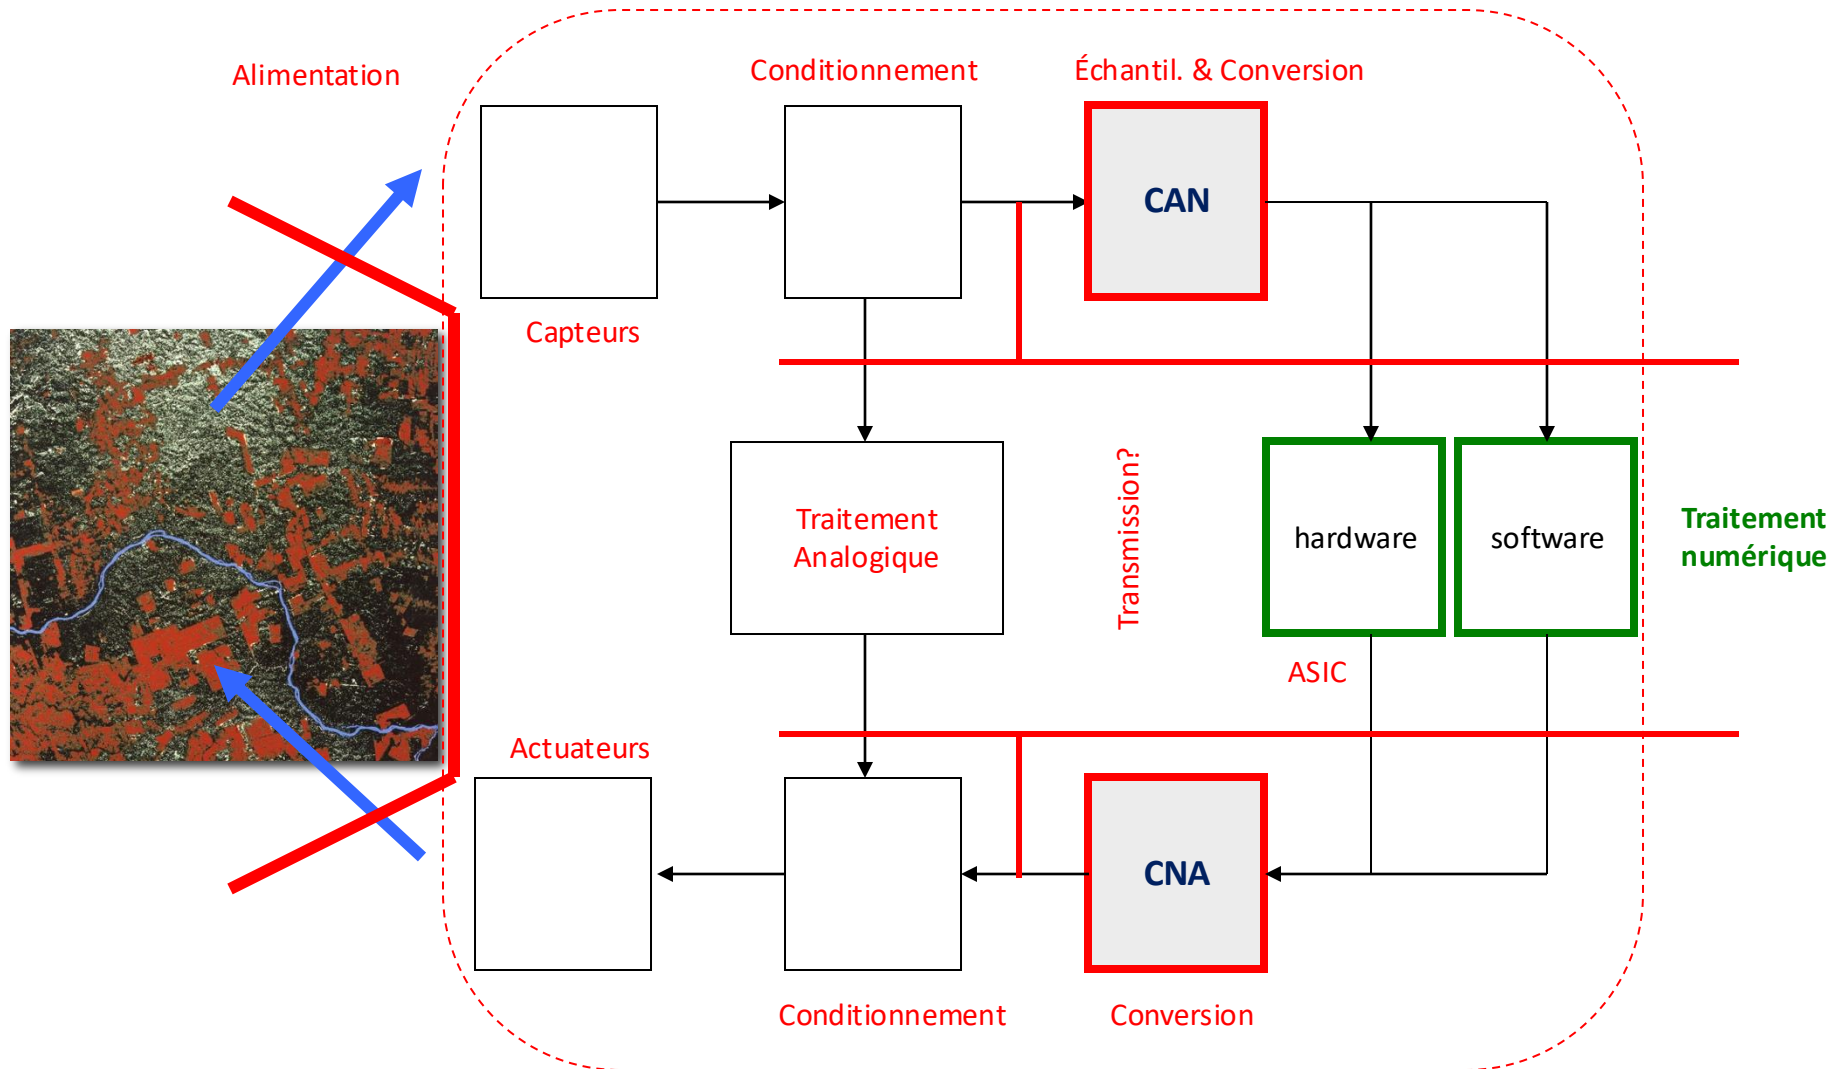 Alimentation
Conditionnement
Échantil. & Conversion
CAN
Capteurs
Traitement
Analogique
Transmission?
hardware
software
Traitement
numérique
ASIC
Actuateurs
CNA
Conditionnement
Conversion